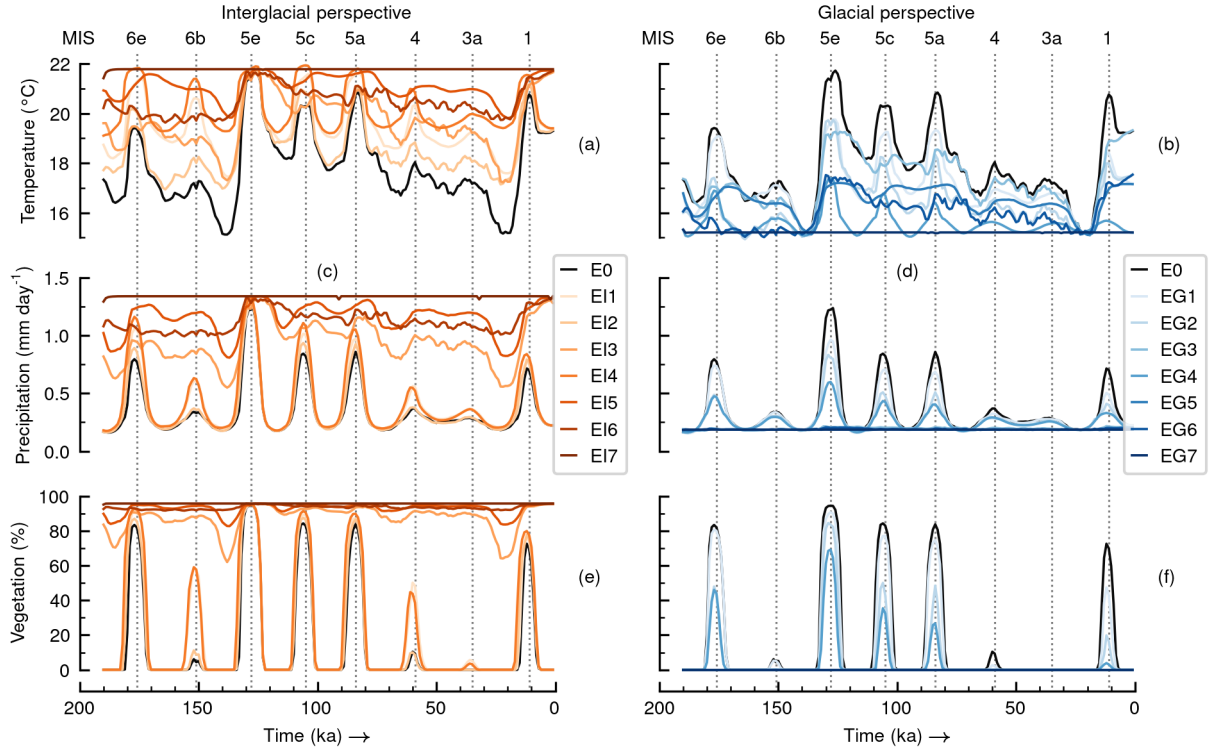 Interglacial perspective
Glacial perspective
MIS 6e 6b 5e 5c 5a 4 3a 1
MIS 6e 6b 5e 5c 5a 4 3a 1
Temperature (°C)
22
20
18
16
(a)
(b)
(c)
(d)
Precipitation (mm day⁻¹)
1.5
1.0
0.5
0.0
E0
EI1
EI2
EI3
EI4
EI5
EI6
EI7
E0
EG1
EG2
EG3
EG4
EG5
EG6
EG7
Vegetation (%)
100
80
60
40
20
0
(e)
(f)
200 150 100 50 0
200 150 100 50 0
Time (ka) →
Time (ka) →